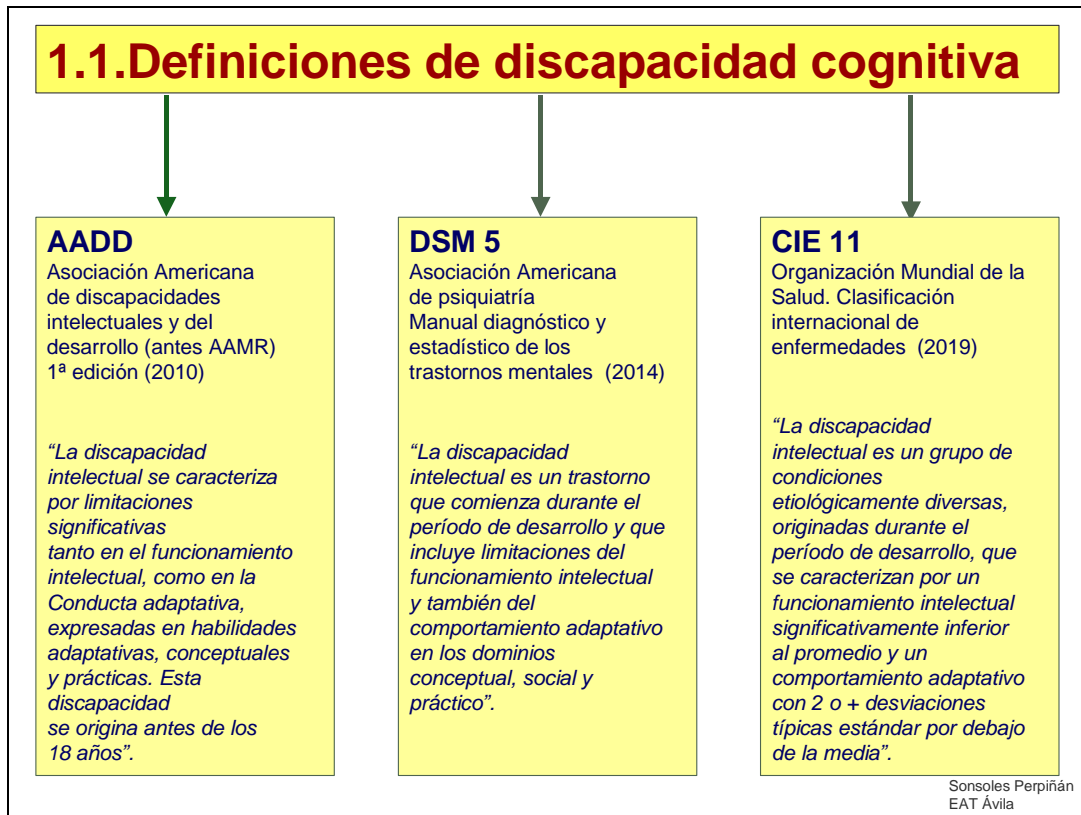 1.1.Definiciones de discapacidad cognitiva
AADD
Asociación Americana
de discapacidades
intelectuales y del
desarrollo (antes AAMR)
1ª edición (2010)
“La discapacidad
intelectual se caracteriza
por limitaciones
significativas
tanto en el funcionamiento
intelectual, como en la
Conducta adaptativa,
expresadas en habilidades
adaptativas, conceptuales
y prácticas. Esta
discapacidad
se origina antes de los
18 años”.
DSM 5
Asociación Americana
de psiquiatría
Manual diagnóstico y
estadístico de los
trastornos mentales (2014)
“La discapacidad
intelectual es un trastorno
que comienza durante el
período de desarrollo y que
incluye limitaciones del
funcionamiento intelectual
y también del
comportamiento adaptativo
en los dominios
conceptual, social y
práctico”.
CIE 11
Organización Mundial de la
Salud. Clasificación
internacional de
enfermedades (2019)
“La discapacidad
intelectual es un grupo de
condiciones
etiológicamente diversas,
originadas durante el
período de desarrollo, que
se caracterizan por un
funcionamiento intelectual
significativamente inferior
al promedio y un
comportamiento adaptativo
con 2 o + desviaciones
típicas estándar por debajo
de la media”.
Sonsoles Perpiñán
EAT Ávila